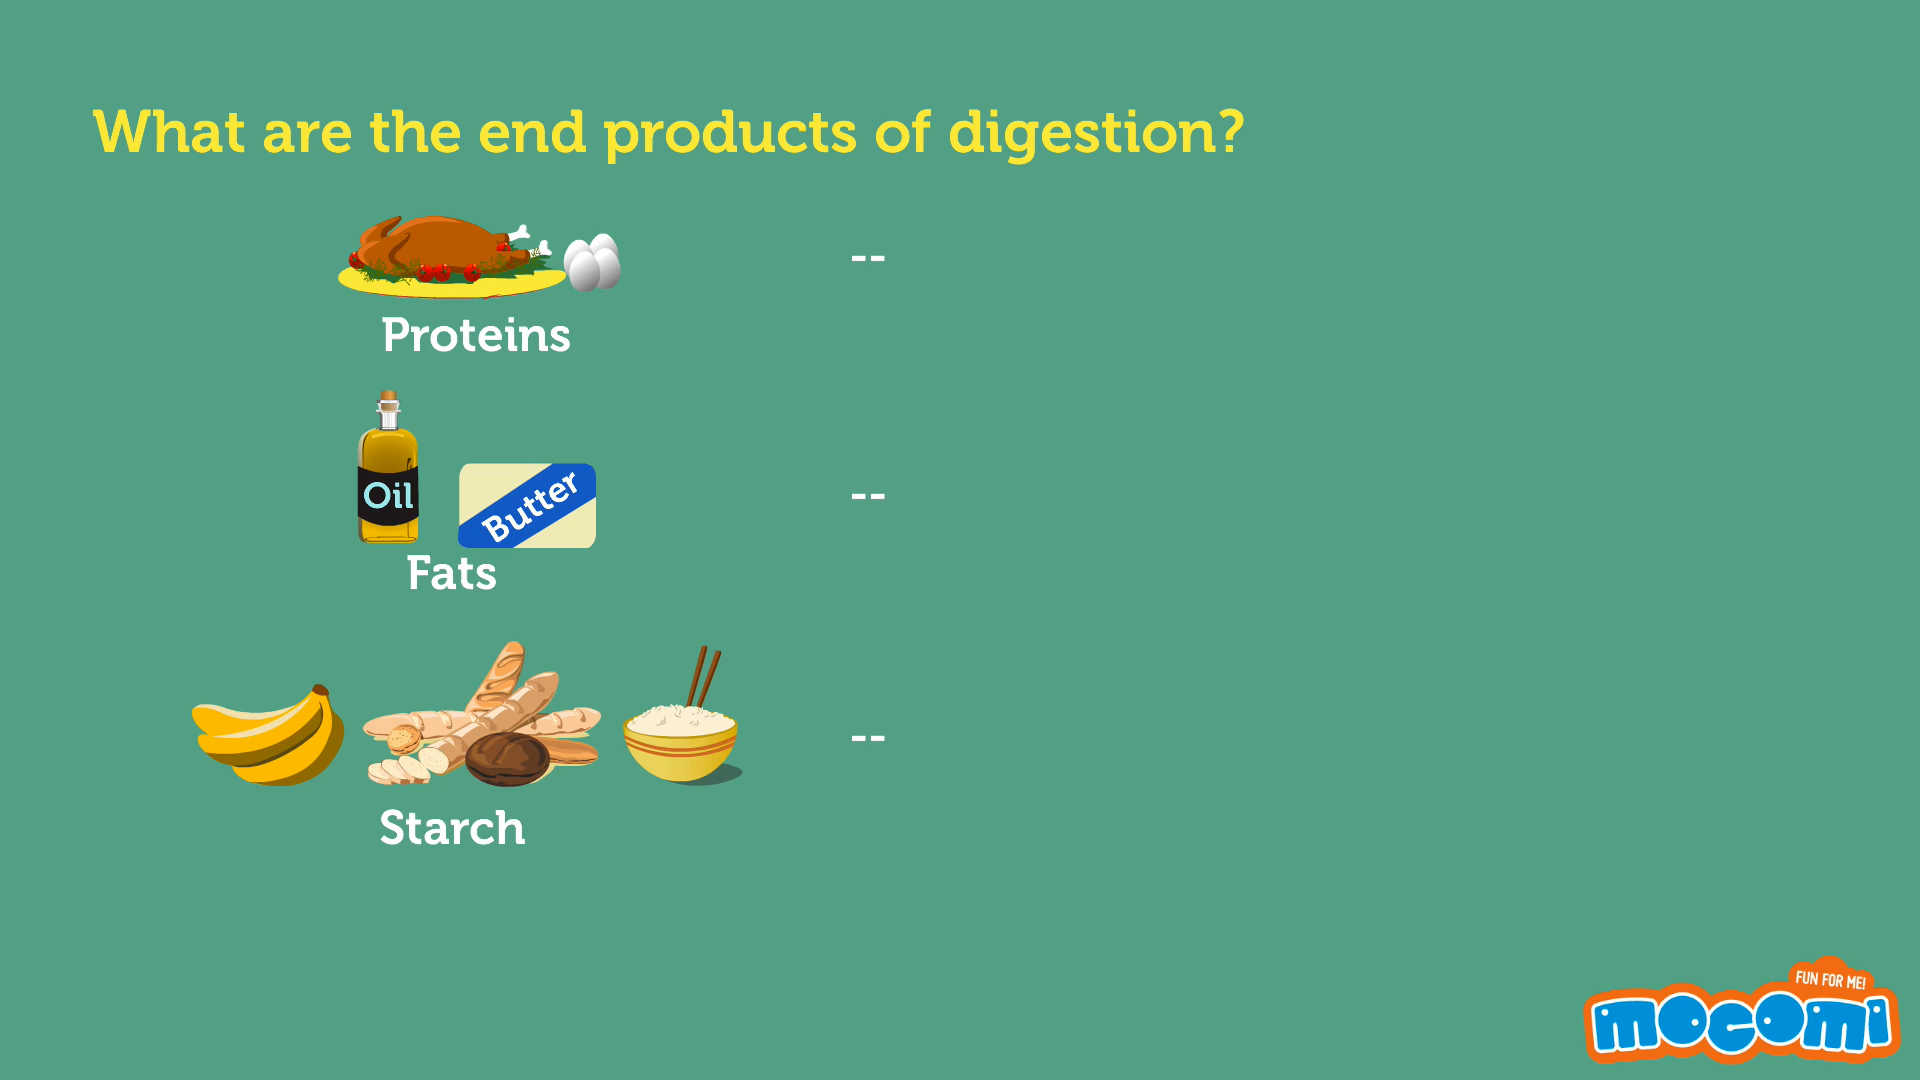 What are the end products of digestion?
--
Proteins
Oil
Butter
--
Fats
--
Starch
FUN FOR ME!
mocomi